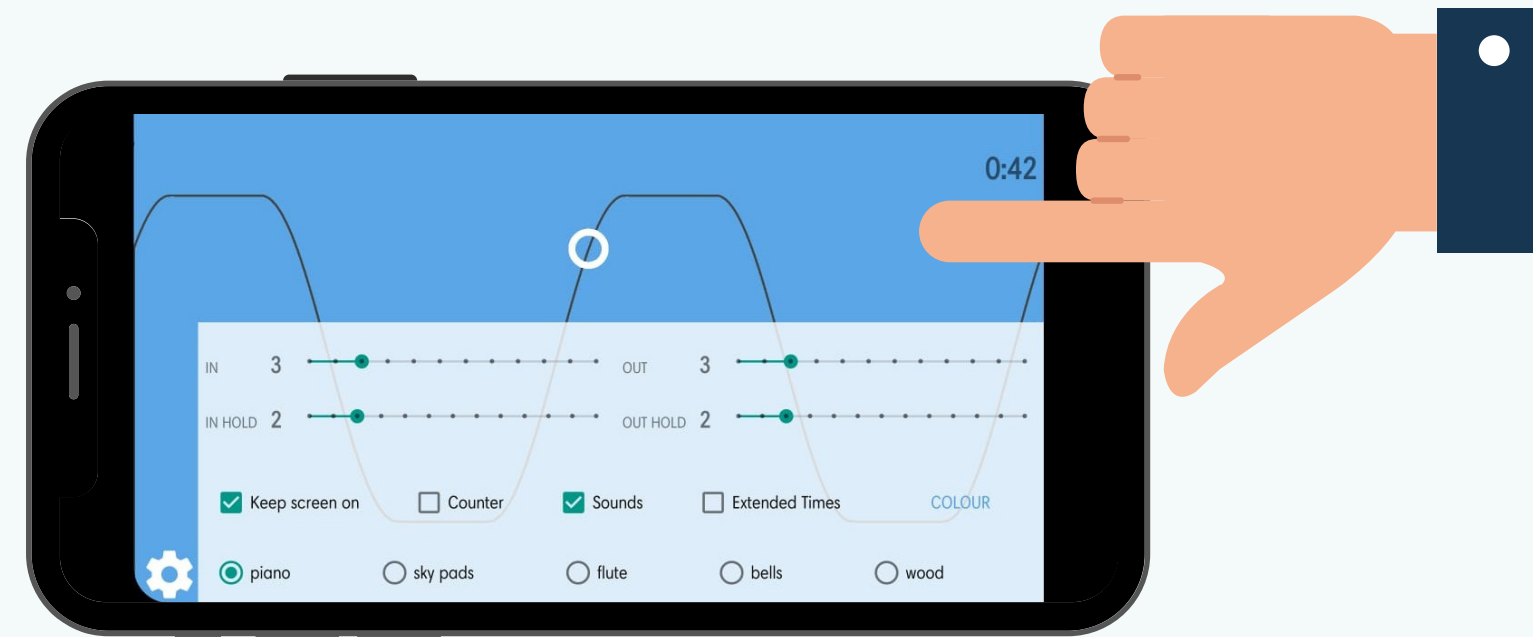 0:42
IN 3 OUT 3
IN HOLD 2 OUT HOLD 2
Keep screen on Counter Sounds Extended Times COLOUR
piano sky pads flute bells wood